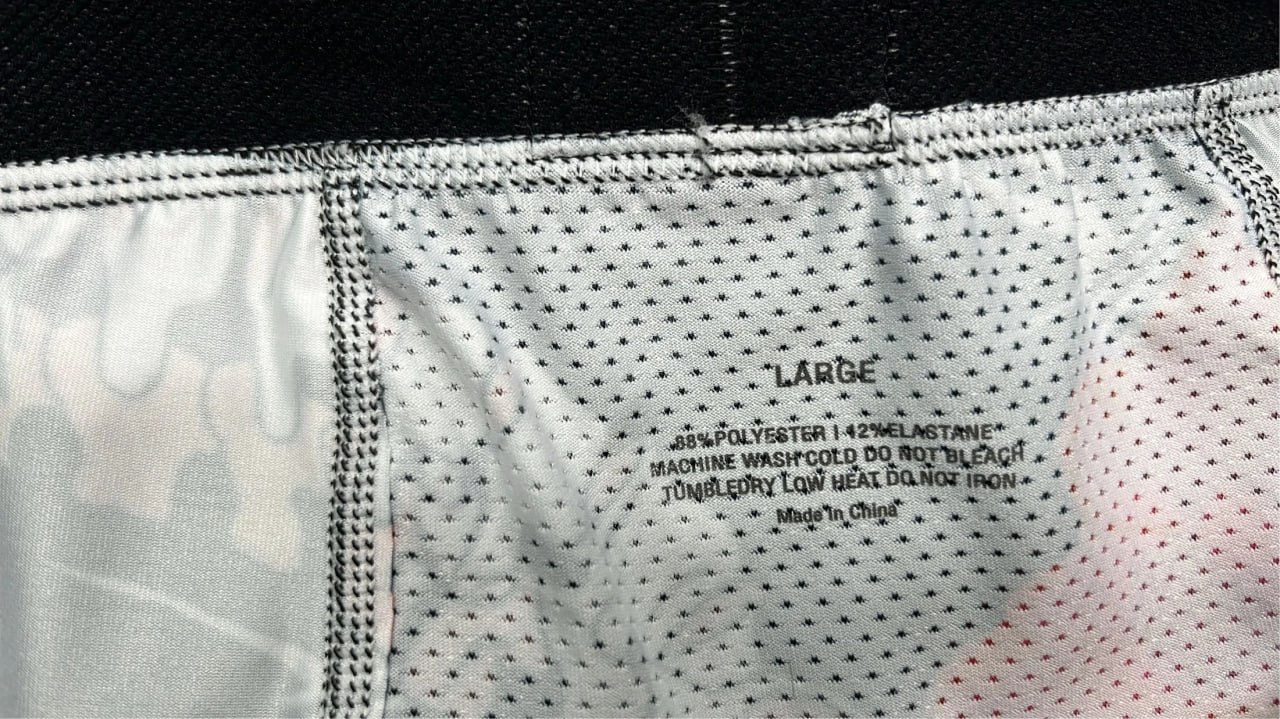 LARGE
88%POLYESTER | 12%ELASTANE
MACHINE WASH COLD DO NOT BLEACH
TUMBLEDRY LOW HEAT DO NOT IRON
Made In China